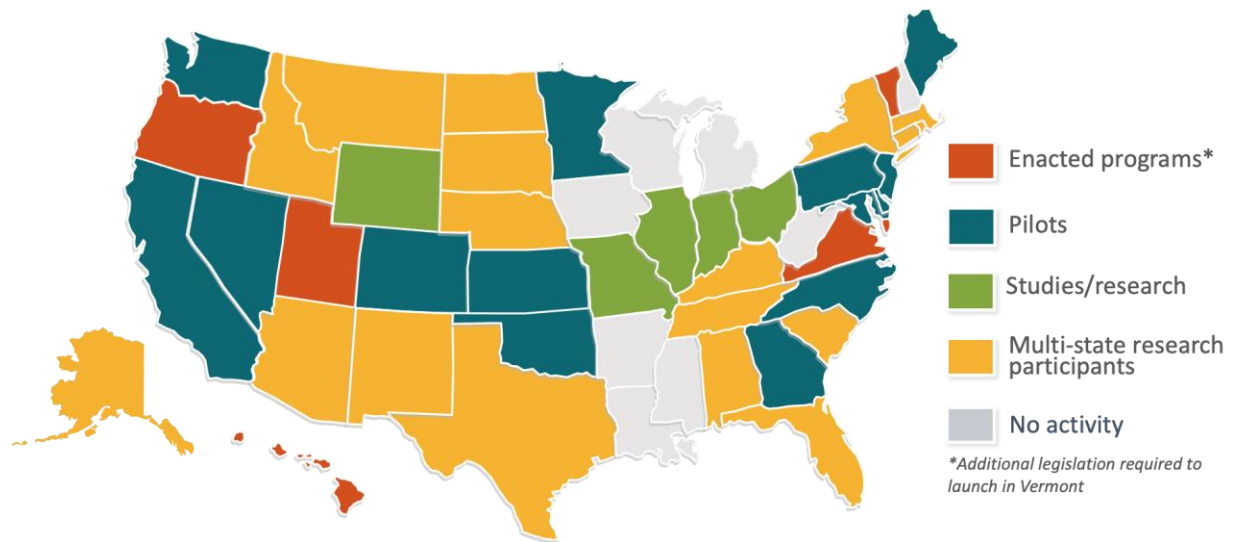 Enacted programs*
Pilots
Studies/research
Multi-state research
participants
No activity
*Additional legislation required to
launch in Vermont